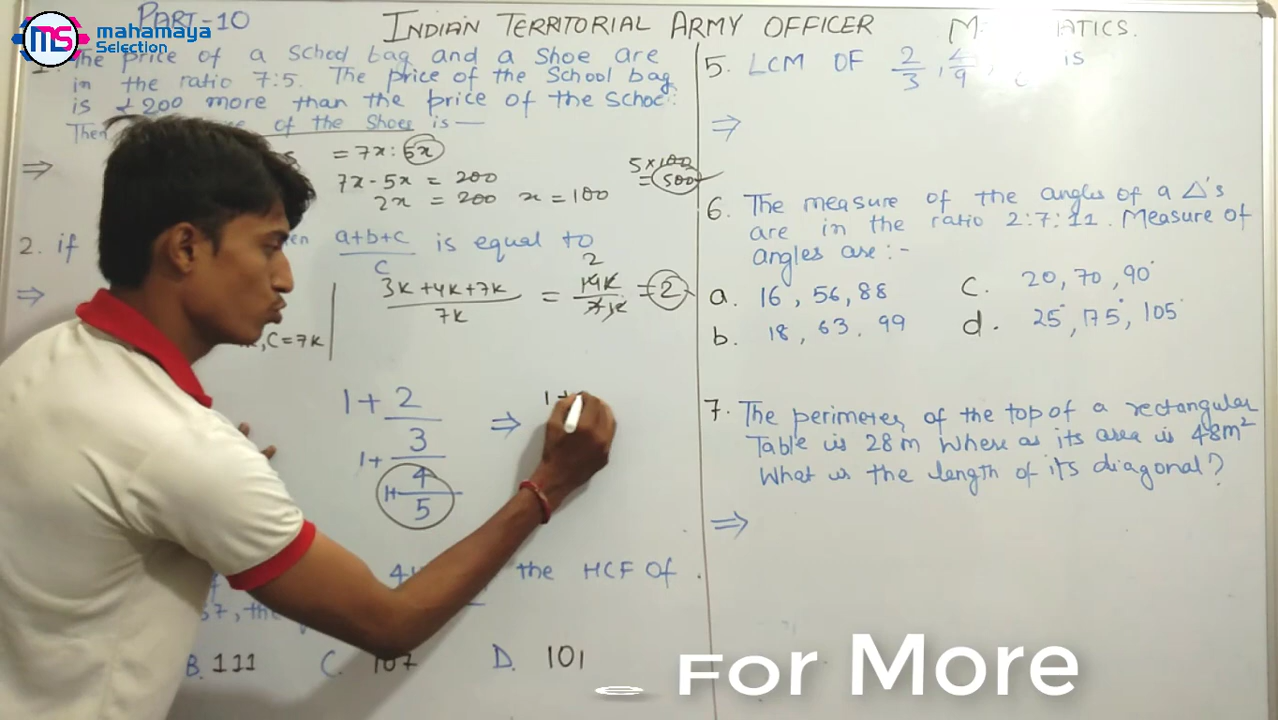 mahamaya
Selection
ms
PART-10
INDIAN TERRITORIAL ARMY OFFICER
The price of a School bag and a Shoe are
in the ratio 7:5. The price of the School bag
is ₹200 more than the price of the Schoe.
Then of the Shoes is —
⇒ = 7x : 5x
7x - 5x = 200
2x = 200 x = 100
5 x 100
= 500
2. if a+b+c/c is equal to
⇒ 3k + 4k + 7k / 7k = 14k/7k = 2
2
, C = 7K
1 + 2
3
1 +
4
1+
5
⇒ 1 +
the HCF of
B. 111 C. 107 D. 101
5. LCM OF 2/3, 4/9, is
⇒
6. The measure of the angles of a △'s
are in the ratio 2:7:11. Measure of
angles are :-
a. 16, 56, 88 C. 20, 70, 90°
b. 18, 63, 99 d. 25°, 175°, 105°
7. The perimeter of the top of a rectangular
Table is 28m Where as its area is 48m²
What is the length of its diagonal?
⇒
For More